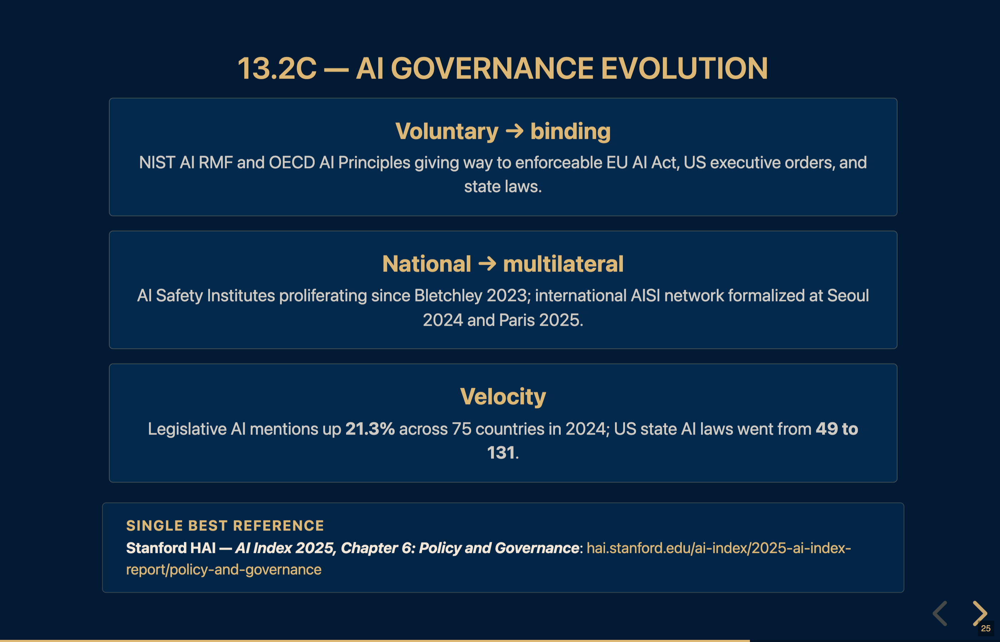 13.2C — AI GOVERNANCE EVOLUTION
Voluntary → binding
NIST AI RMF and OECD AI Principles giving way to enforceable EU AI Act, US executive orders, and
state laws.
National → multilateral
AI Safety Institutes proliferating since Bletchley 2023; international AISI network formalized at Seoul
2024 and Paris 2025.
Velocity
Legislative AI mentions up 21.3% across 75 countries in 2024; US state AI laws went from 49 to
131.
SINGLE BEST REFERENCE
Stanford HAI — AI Index 2025, Chapter 6: Policy and Governance: hai.stanford.edu/ai-index/2025-ai-index-
report/policy-and-governance
25